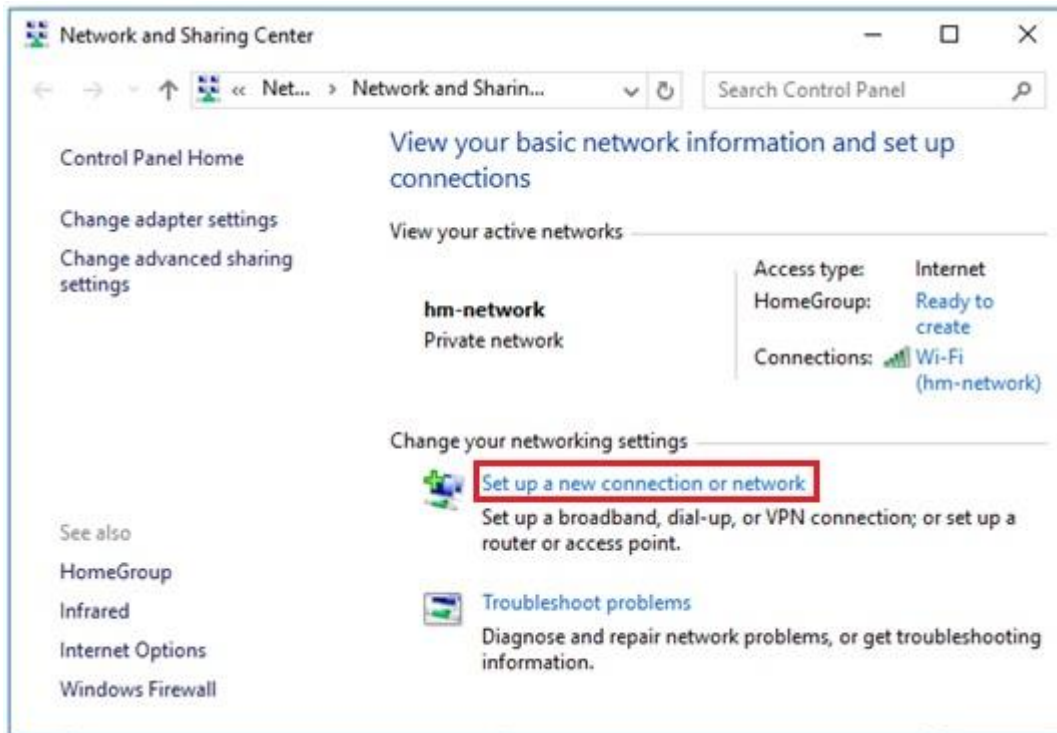 Network and Sharing Center
« Net... › Network and Sharin...
Search Control Panel
Control Panel Home
Change adapter settings
Change advanced sharing
settings
See also
HomeGroup
Infrared
Internet Options
Windows Firewall
View your basic network information and set up
connections
View your active networks
hm-network
Private network
Access type: Internet
HomeGroup: Ready to
create
Connections: Wi-Fi
(hm-network)
Change your networking settings
Set up a new connection or network
Set up a broadband, dial-up, or VPN connection; or set up a
router or access point.
Troubleshoot problems
Diagnose and repair network problems, or get troubleshooting
information.